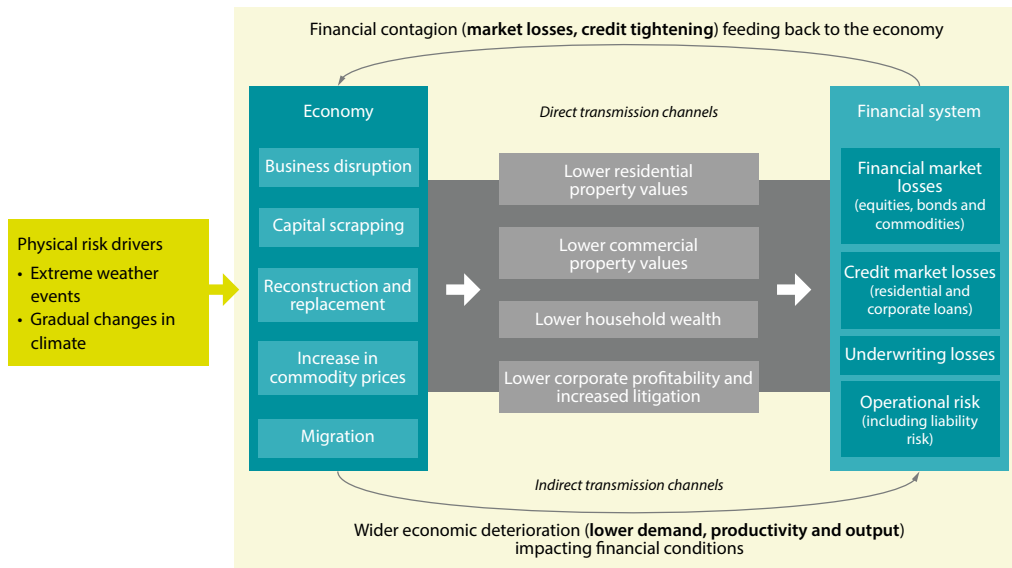 Financial contagion (market losses, credit tightening) feeding back to the economy
Physical risk drivers
• Extreme weather
events
• Gradual changes in
climate
Economy
Business disruption
Capital scrapping
Reconstruction and
replacement
Increase in
commodity prices
Migration
Direct transmission channels
Lower residential
property values
Lower commercial
property values
Lower household wealth
Lower corporate profitability and
increased litigation
Financial system
Financial market
losses
(equities, bonds and
commodities)
Credit market losses
(residential and
corporate loans)
Underwriting losses
Operational risk
(including liability
risk)
Indirect transmission channels
Wider economic deterioration (lower demand, productivity and output)
impacting financial conditions